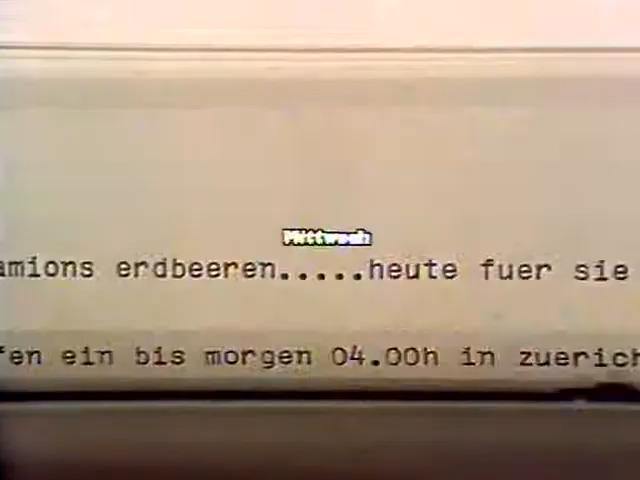 Mittwoch
amions erdbeeren.....heute fuer sie
fen ein bis morgen 04.00h in zuerich